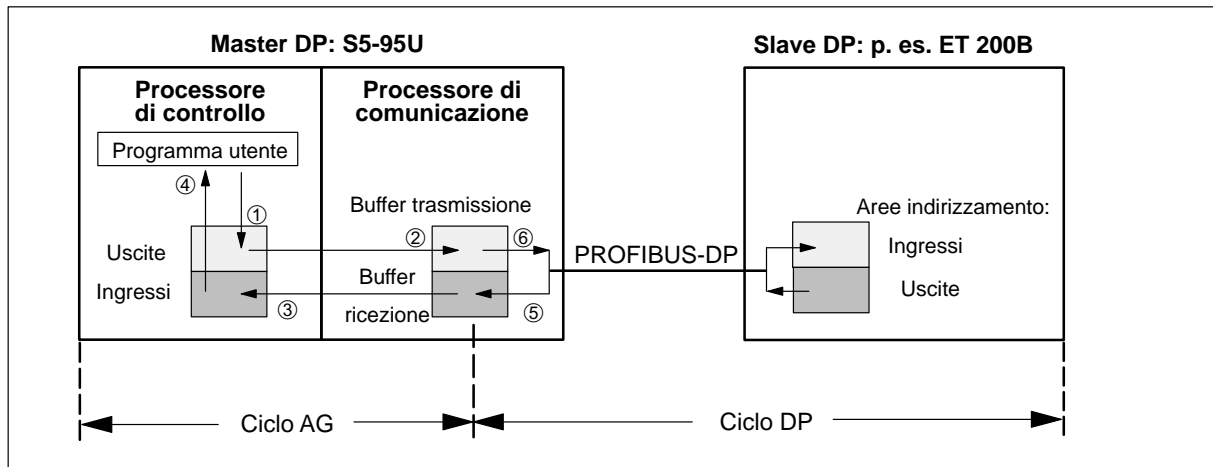 Master DP: S5-95U
Slave DP: p. es. ET 200B
Processore
di controllo
Processore di
comunicazione
Programma utente
④
①
Buffer trasmissione
Aree indirizzamento:
Uscite
②
⑥
PROFIBUS-DP
Ingressi
Ingressi
Buffer
Uscite
③
ricezione
⑤
Ciclo AG
Ciclo DP